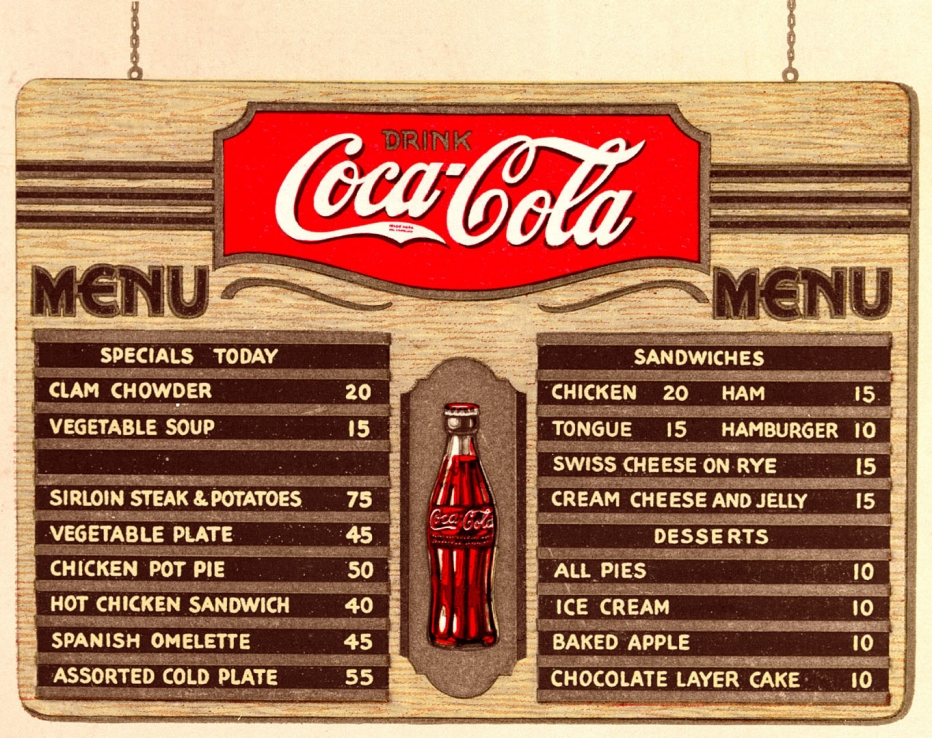 DRINK
Coca-Cola
MENU
MENU
SPECIALS TODAY
CLAM CHOWDER 20
VEGETABLE SOUP 15
SIRLOIN STEAK & POTATOES 75
VEGETABLE PLATE 45
CHICKEN POT PIE 50
HOT CHICKEN SANDWICH 40
SPANISH OMELETTE 45
ASSORTED COLD PLATE 55
Coca-Cola
SANDWICHES
CHICKEN 20 HAM 15
TONGUE 15 HAMBURGER 10
SWISS CHEESE ON RYE 15
CREAM CHEESE AND JELLY 15
DESSERTS
ALL PIES 10
ICE CREAM 10
BAKED APPLE 10
CHOCOLATE LAYER CAKE 10